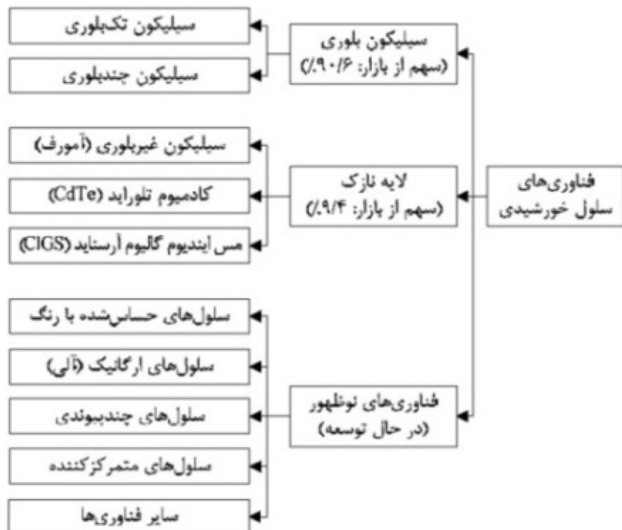 فناوری‌های
سلول خورشیدی
سیلیکون بلوری
(سهم از بازار: ۹۰/۶٪)
سیلیکون تک‌بلوری
سیلیکون چندبلوری
لایه نازک
(سهم از بازار: ۹/۴٪)
سیلیکون غیربلوری (آمورف)
کادمیوم تلوراید (CdTe)
مس ایندیوم گالیوم آرسناید (CIGS)
فناوری‌های نوظهور
(در حال توسعه)
سلول‌های حساس‌شده با رنگ
سلول‌های ارگانیک (آلی)
سلول‌های چندپیوندی
سلول‌های متمرکزکننده
سایر فناوری‌ها